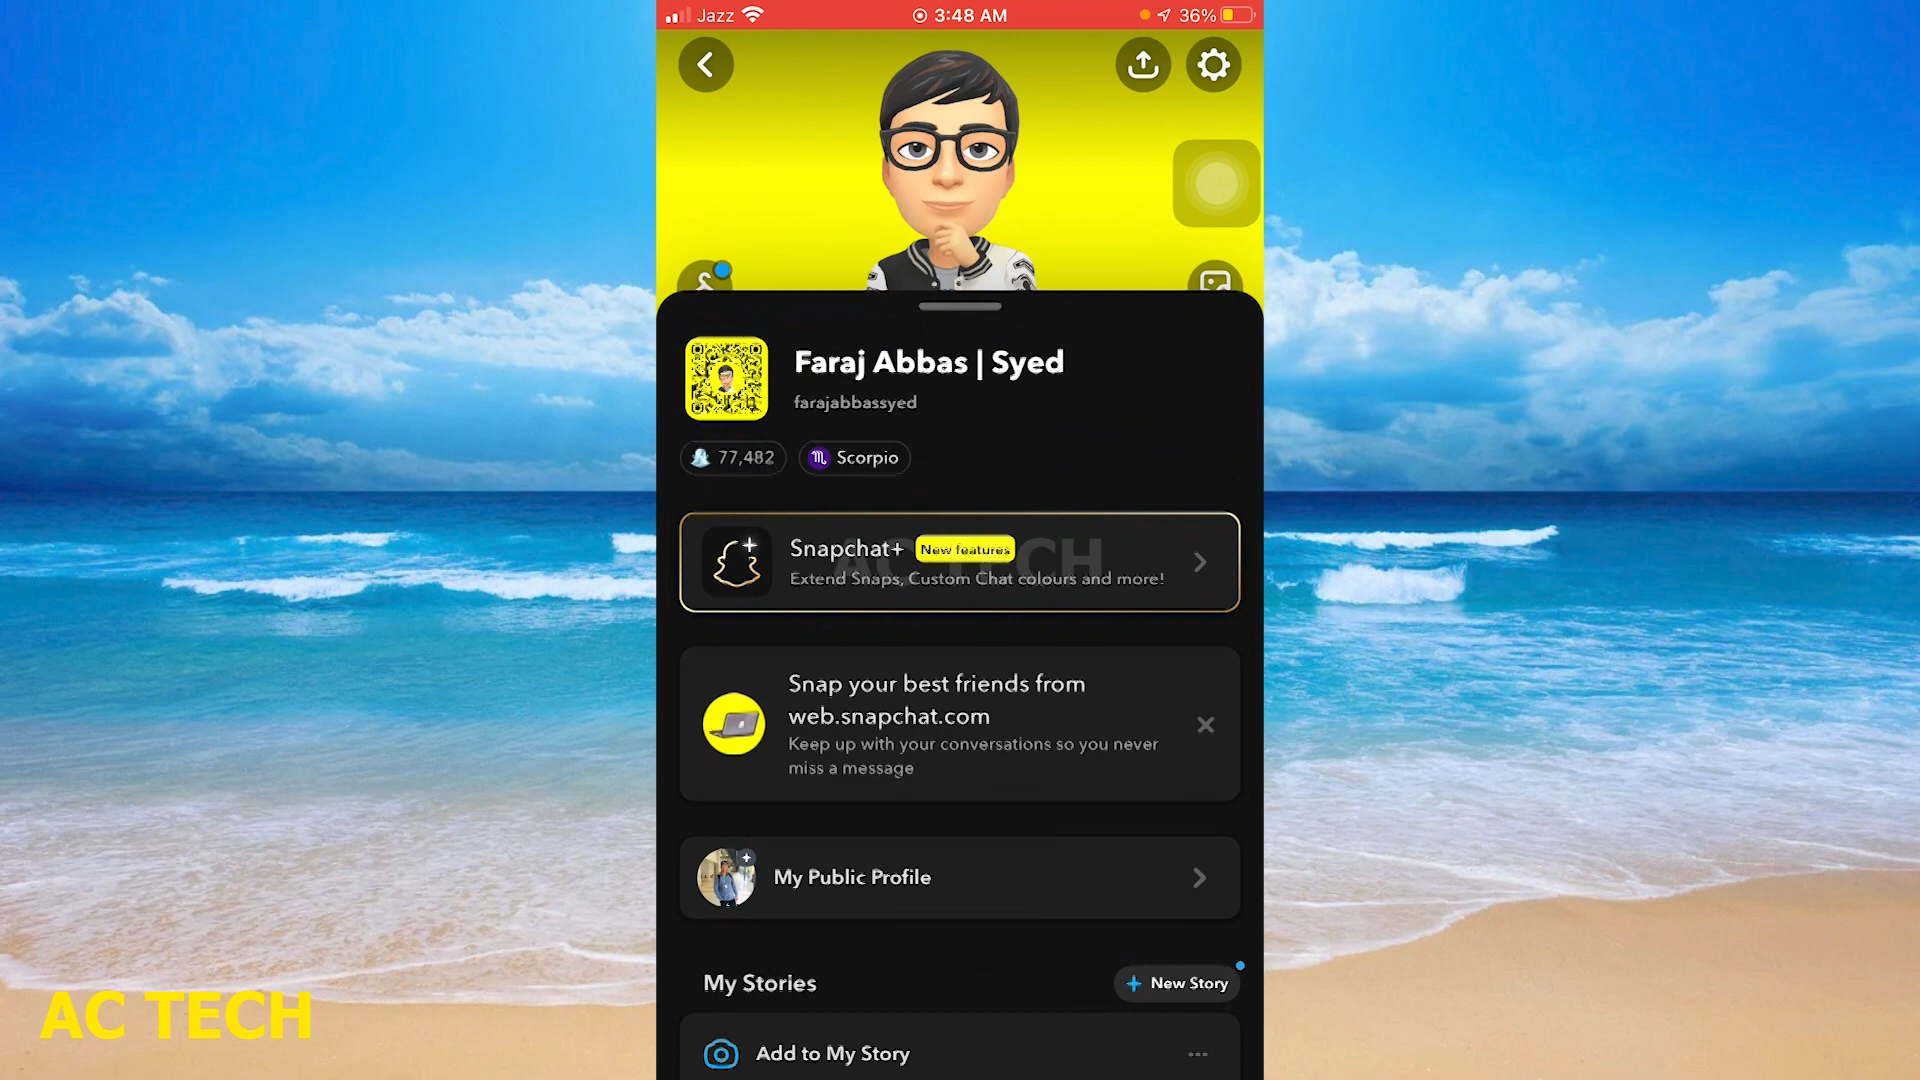 Jazz 3:48 AM 36%
Faraj Abbas | Syed
farajabbassyed
77,482 Scorpio
Snapchat+ New features
Extend Snaps, Custom Chat colours and more!
AC TECH
Snap your best friends from
web.snapchat.com
Keep up with your conversations so you never
miss a message
My Public Profile
My Stories + New Story
Add to My Story ...
AC TECH